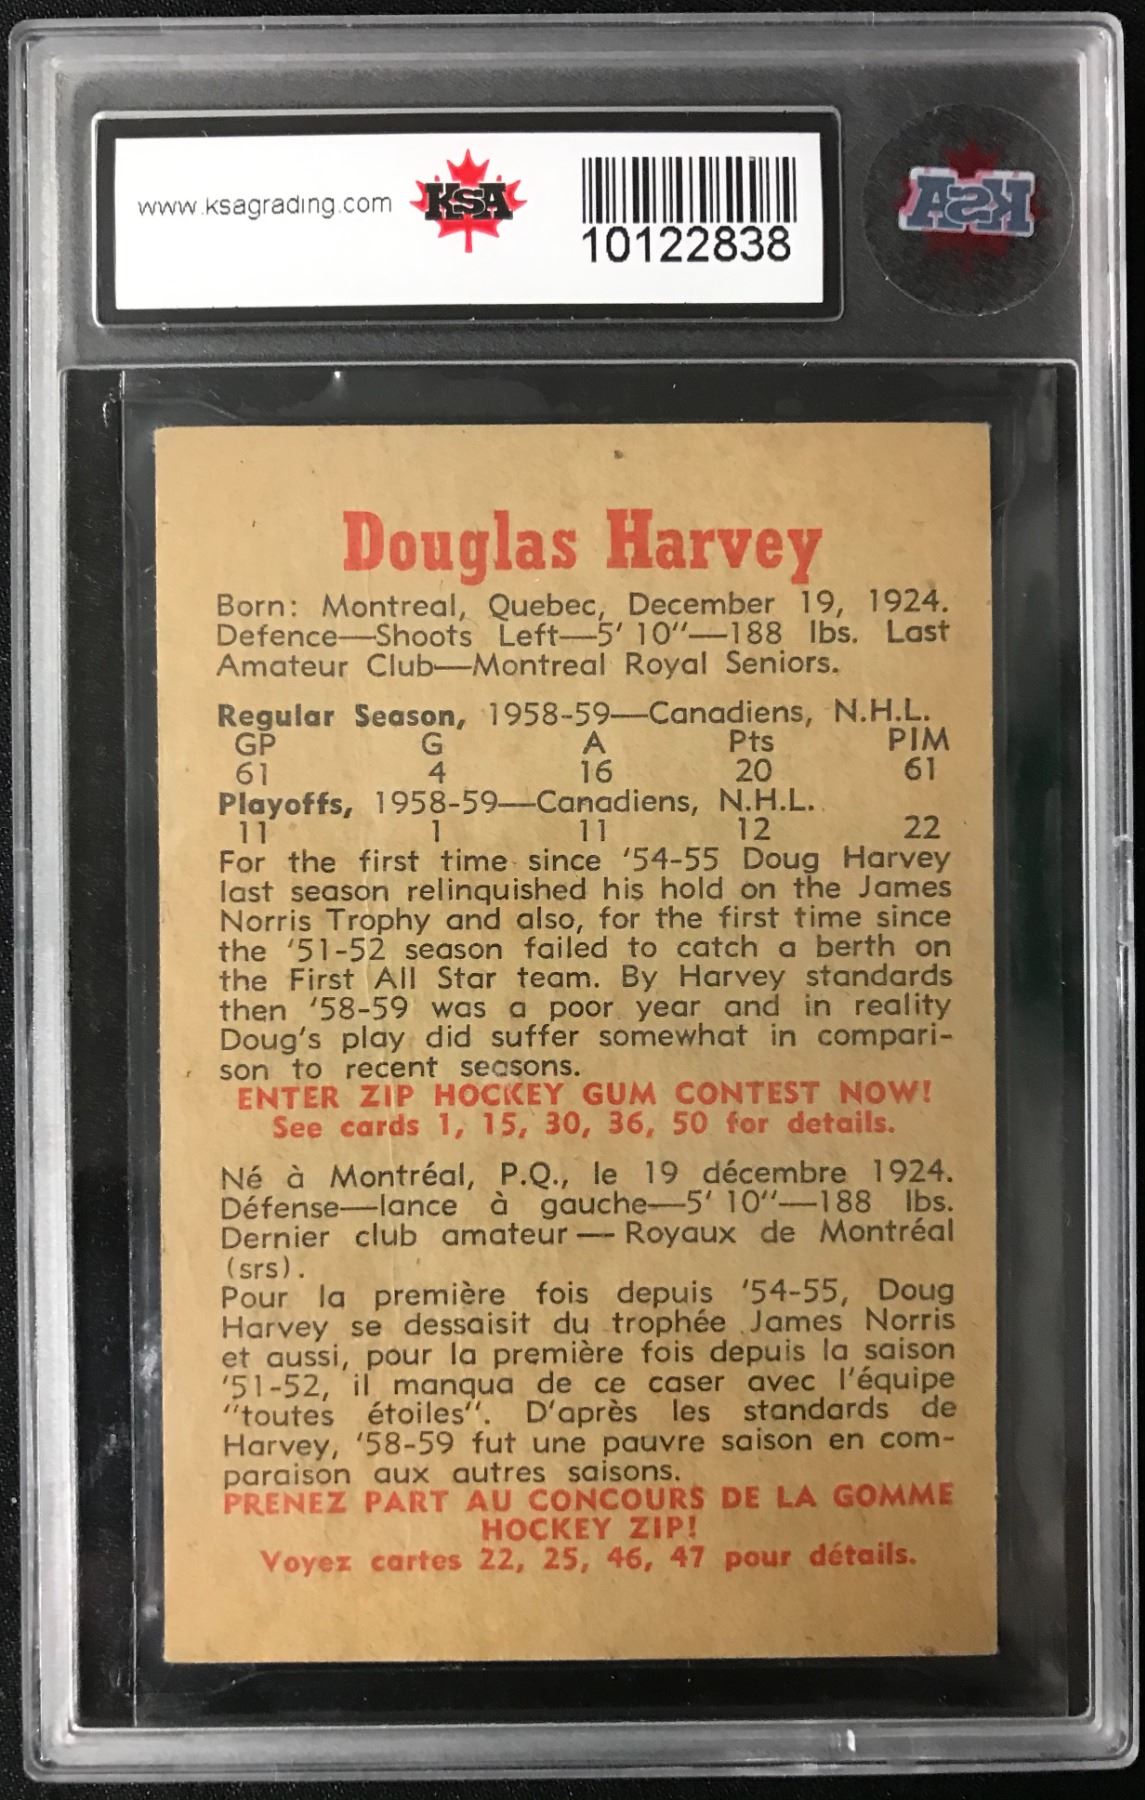 www.ksagrading.com
KSA
10122838
KSA
Douglas Harvey
Born: Montreal, Quebec, December 19, 1924.
Defence—Shoots Left—5' 10"—188 lbs. Last
Amateur Club—Montreal Royal Seniors.
Regular Season, 1958-59—Canadiens, N.H.L.
GP G A Pts PIM
61 4 16 20 61
Playoffs, 1958-59—Canadiens, N.H.L.
11 1 11 12 22
For the first time since '54-55 Doug Harvey
last season relinquished his hold on the James
Norris Trophy and also, for the first time since
the '51-52 season failed to catch a berth on
the First All Star team. By Harvey standards
then '58-59 was a poor year and in reality
Doug's play did suffer somewhat in compari-
son to recent seasons.
ENTER ZIP HOCKEY GUM CONTEST NOW!
See cards 1, 15, 30, 36, 50 for details.
Né à Montréal, P.Q., le 19 décembre 1924.
Défense—lance à gauche—5' 10"—188 lbs.
Dernier club amateur — Royaux de Montréal
(srs).
Pour la première fois depuis '54-55, Doug
Harvey se dessaisit du trophée James Norris
et aussi, pour la première fois depuis la saison
'51-52, il manqua de ce caser avec l'équipe
"toutes étoiles". D'après les standards de
Harvey, '58-59 fut une pauvre saison en com-
paraison aux autres saisons.
PRENEZ PART AU CONCOURS DE LA GOMME
HOCKEY ZIP!
Voyez cartes 22, 25, 46, 47 pour détails.